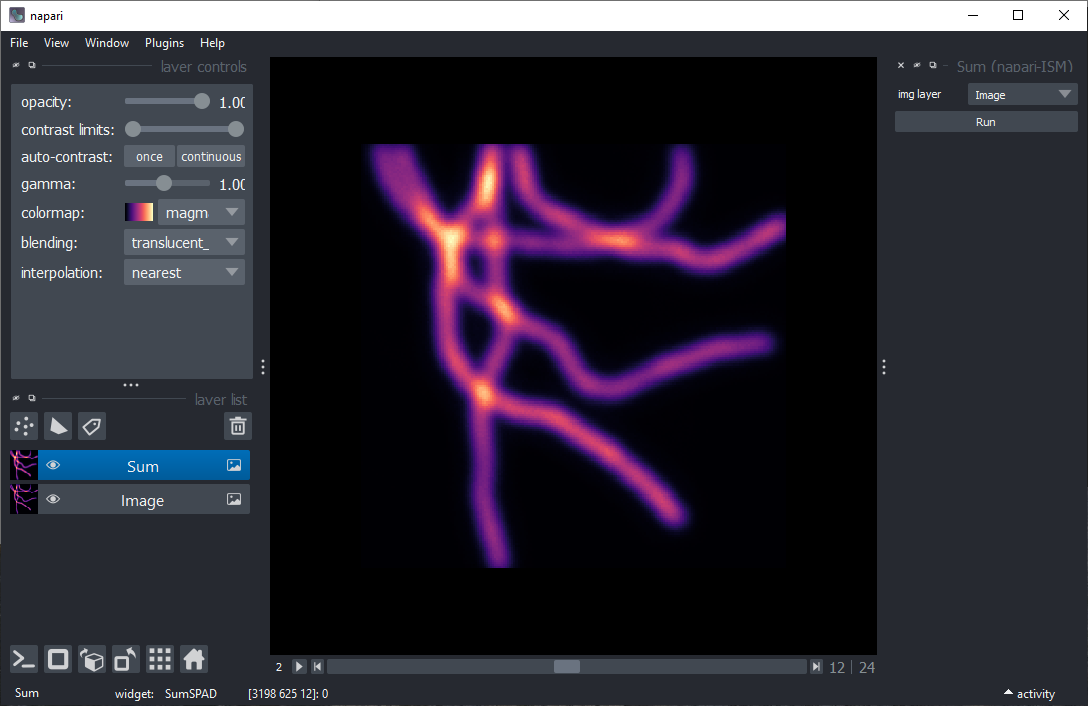 napari
File View Window Plugins Help
layer controls
opacity: 1.00
contrast limits:
auto-contrast: once continuous
gamma: 1.00
colormap: magm
blending: translucent_
interpolation: nearest
layer list
Sum
Image
Sum (napari-ISM)
img layer Image
Run
2 12 | 24
Sum widget: SumSPAD [3198 625 12]: 0 activity